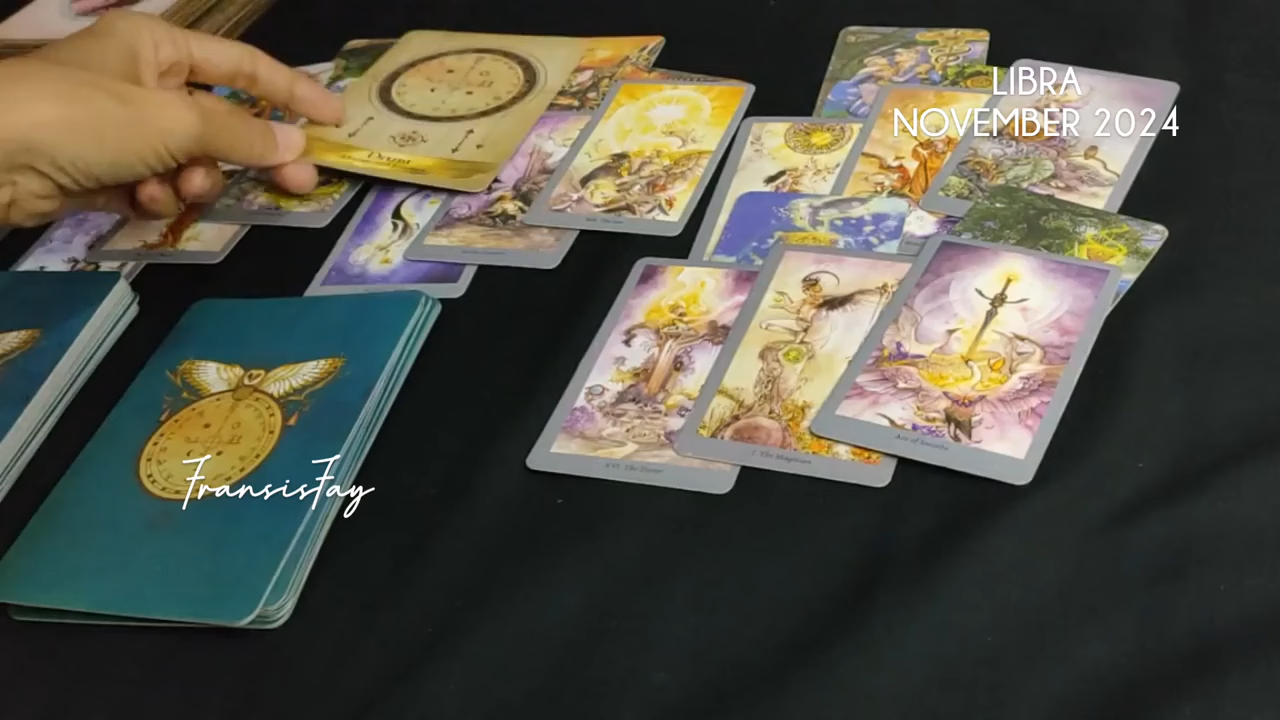 LIBRA
NOVEMBER 2024
XVI. The Tower
I. The Magician
Ace of Swords
FransisFay